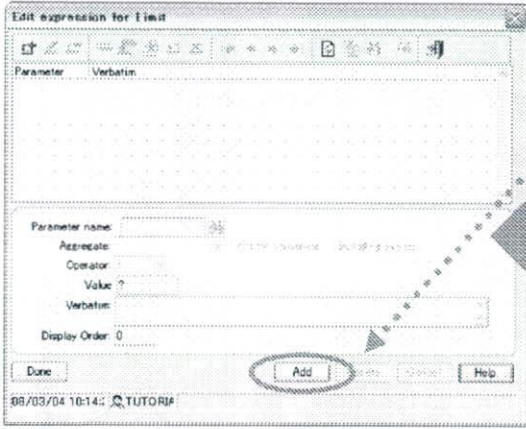 Edit expression for Limit
Parameter Verbatim
Parameter name:
Aggregate:
Operator:
Value: ?
Verbatim:
Display Order: 0
Done Add Help
08/03/04 10:14: TUTORIA